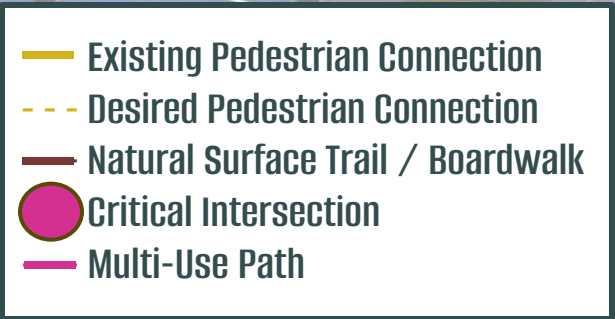 Existing Pedestrian Connection
Desired Pedestrian Connection
Natural Surface Trail / Boardwalk
Critical Intersection
Multi-Use Path